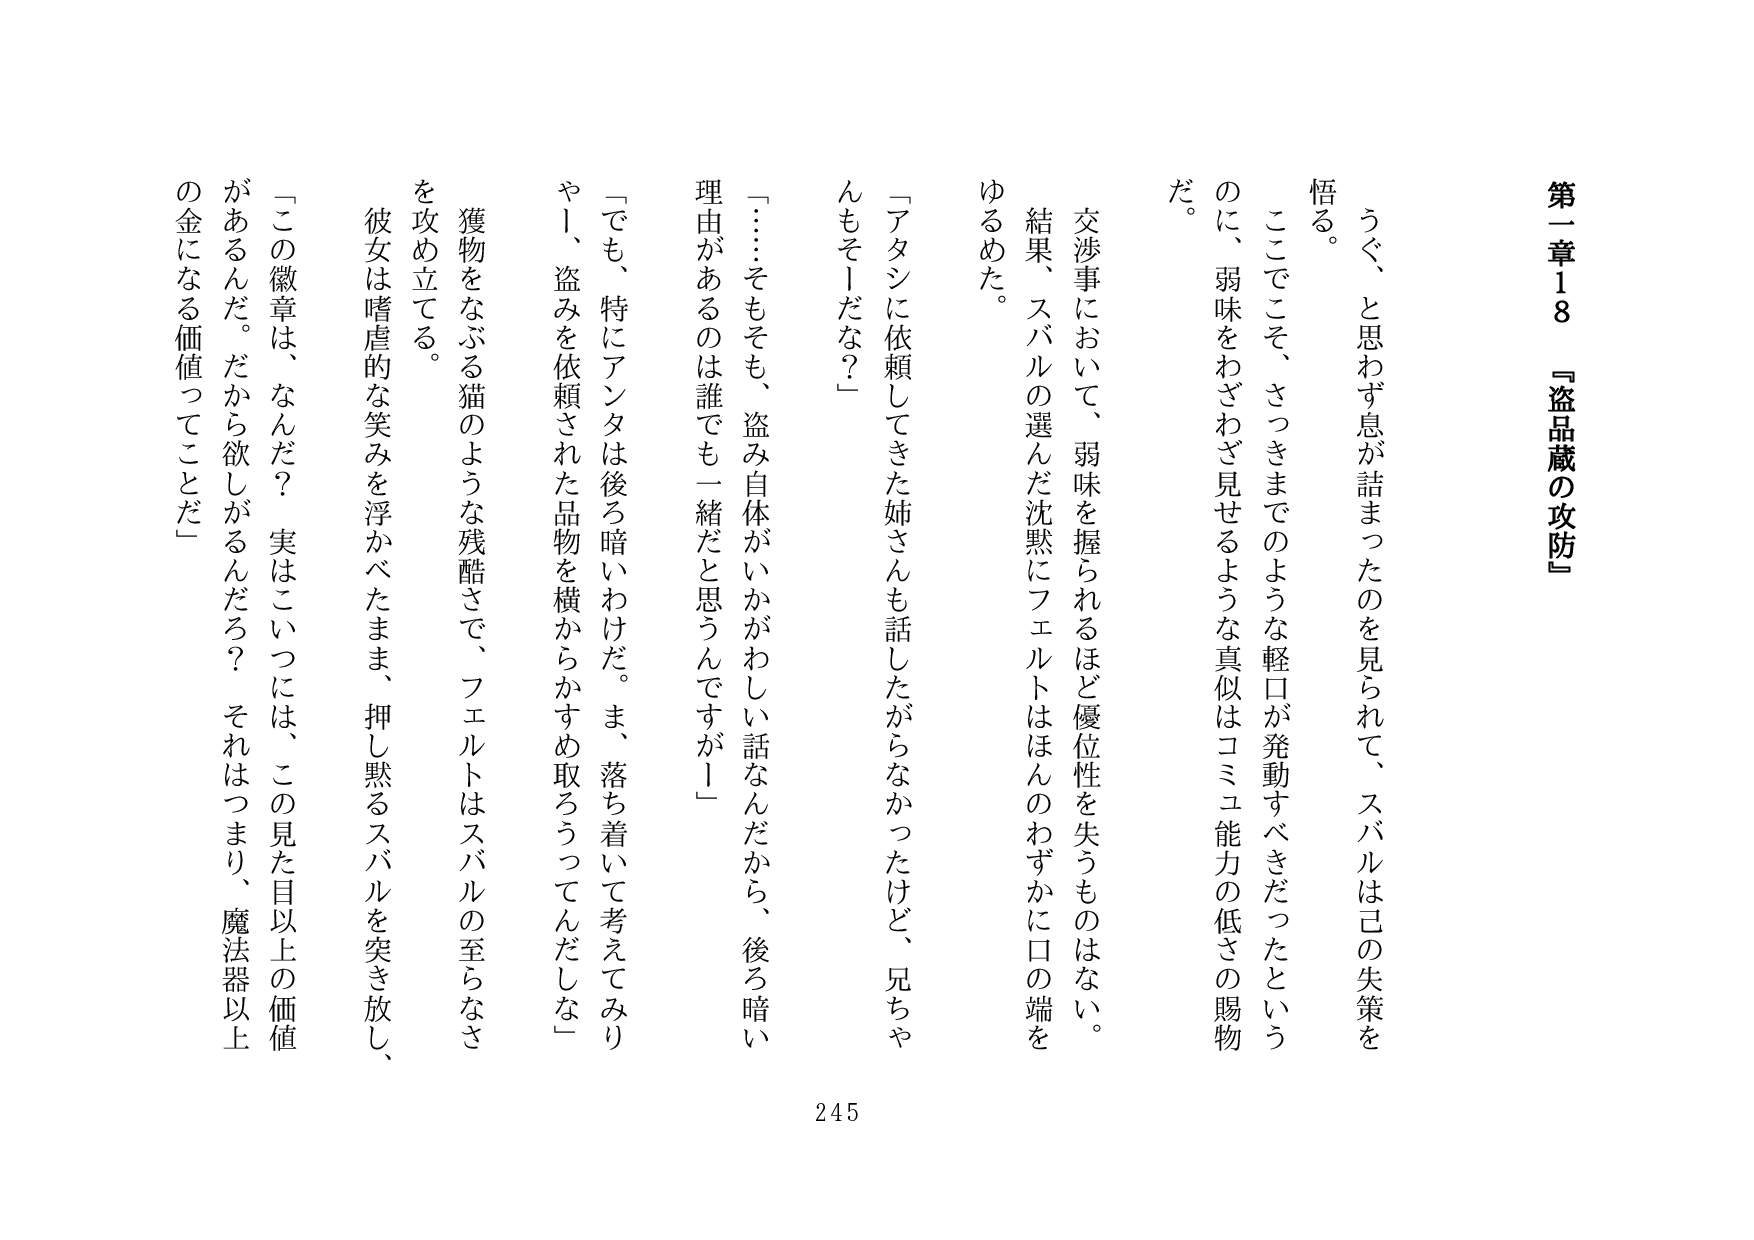 第一章18　『盗品蔵の攻防』
　うぐ、と思わず息が詰まったのを見られて、スバルは己の失策を
悟る。
　ここでこそ、さっきまでのような軽口が発動すべきだったという
のに、弱味をわざわざ見せるような真似はコミュ能力の低さの賜物
だ。
　交渉事において、弱味を握られるほど優位性を失うものはない。
　結果、スバルの選んだ沈黙にフェルトはほんのわずかに口の端を
ゆるめた。
「アタシに依頼してきた姉さんも話したがらなかったけど、兄ちゃ
んもそーだな？」
「……そもそも、盗み自体がいかがわしい話なんだから、後ろ暗い
理由があるのは誰でも一緒だと思うんですがー」
「でも、特にアンタは後ろ暗いわけだ。ま、落ち着いて考えてみり
やー、盗みを依頼された品物を横からかすめ取ろうってんだしな」
　獲物をなぶる猫のような残酷さで、フェルトはスバルの至らなさ
を攻め立てる。
　彼女は嗜虐的な笑みを浮かべたまま、押し黙るスバルを突き放し、
「この徽章は、なんだ？　実はこいつには、この見た目以上の価値
があるんだ。だから欲しがるんだろ？　それはつまり、魔法器以上
の金になる価値ってことだ」
245